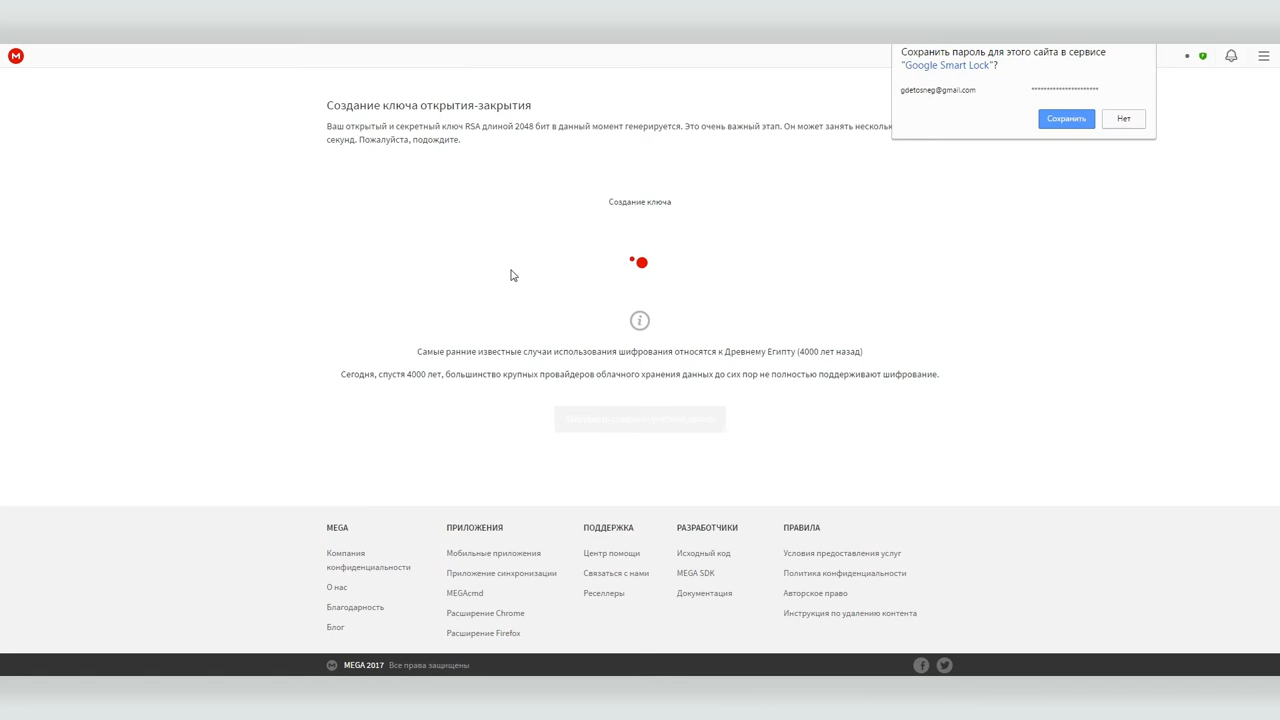 M
Сохранить пароль для этого сайта в сервисе
"Google Smart Lock"?
gdetosneg@gmail.com **********************
Сохранить Нет
Создание ключа открытия-закрытия
Ваш открытый и секретный ключ RSA длиной 2048 бит в данный момент генерируется. Это очень важный этап. Он может занять несколько
секунд. Пожалуйста, подождите.
Создание ключа
i
Самые ранние известные случаи использования шифрования относятся к Древнему Египту (4000 лет назад)
Сегодня, спустя 4000 лет, большинство крупных провайдеров облачного хранения данных до сих пор не полностью поддерживают шифрование.
MEGA ПРИЛОЖЕНИЯ ПОДДЕРЖКА РАЗРАБОТЧИКИ ПРАВИЛА
Компания
конфиденциальности
О нас
Благодарность
Блог
Мобильные приложения
Приложение синхронизации
MEGAcmd
Расширение Chrome
Расширение Firefox
Центр помощи
Связаться с нами
Реселлеры
Исходный код
MEGA SDK
Документация
Условия предоставления услуг
Политика конфиденциальности
Авторское право
Инструкция по удалению контента
M MEGA 2017 Все права защищены